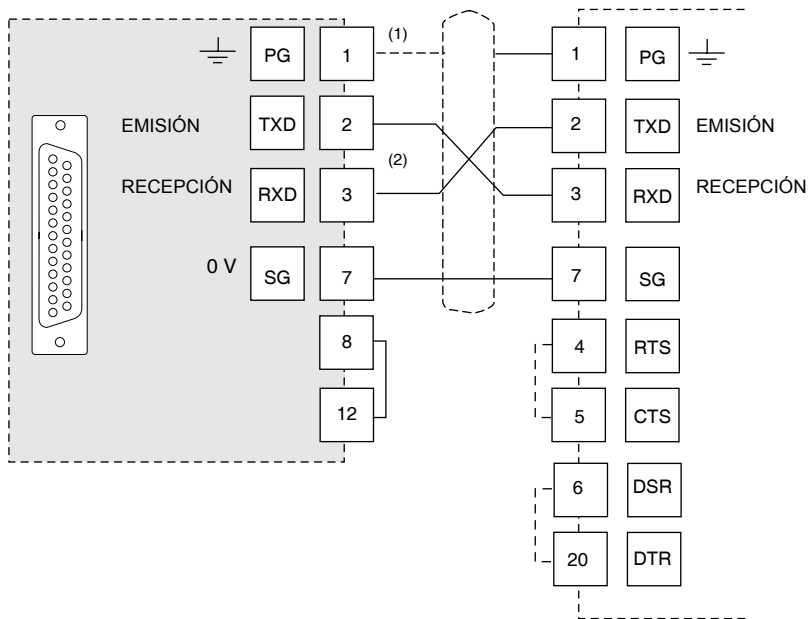 PG 1 (1) 1 PG
EMISIÓN TXD 2 2 TXD EMISIÓN
RECEPCIÓN RXD 3 (2) 3 RXD RECEPCIÓN
0 V SG 7 7 SG
8 4 RTS
12 5 CTS
6 DSR
20 DTR